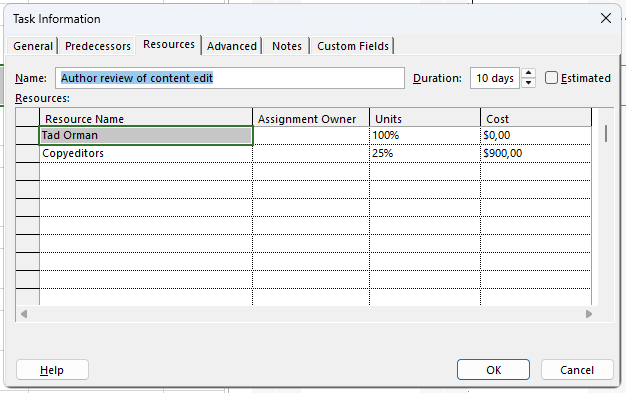 Task Information
General Predecessors Resources Advanced Notes Custom Fields
Name: Author review of content edit Duration: 10 days Estimated
Resources:
Resource Name Assignment Owner Units Cost
Tad Orman 100% $0,00
Copyeditors 25% $900,00
Help OK Cancel